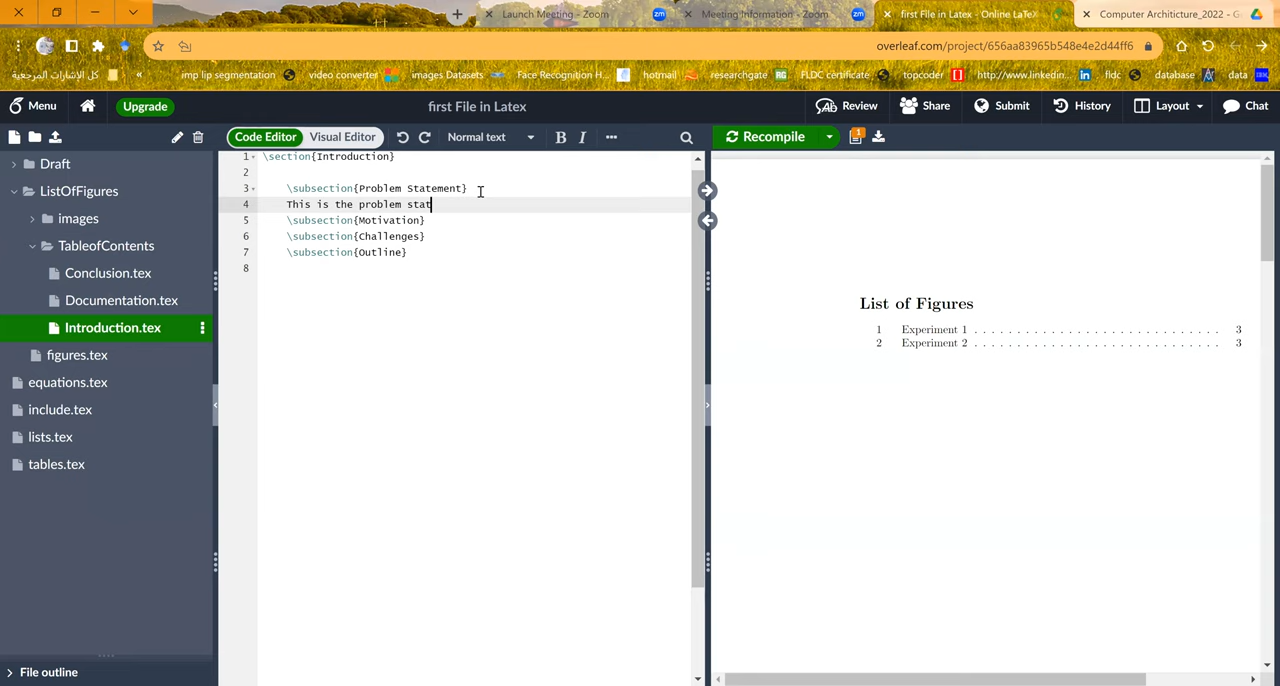 Launch Meeting - Zoom
Meeting Information - Zoom
first File in Latex - Online LaTeX
Computer Architicture_2022 - G
overleaf.com/project/656aa83965b548e4e2d44ff6
كل الإشارات المرجعية
»
imp lip segmentation
video converter
images Datasets
Face Recognition H...
hotmail
researchgate
FLDC certificate
topcoder
http://www.linkedin...
fldc
database
data
Menu
Upgrade
first File in Latex
Review
Share
Submit
History
Layout
Chat
Code Editor
Visual Editor
Normal text
B I
Recompile
Draft
ListOfFigures
images
TableofContents
Conclusion.tex
Documentation.tex
Introduction.tex
figures.tex
equations.tex
include.tex
lists.tex
tables.tex
File outline
1 \section{Introduction}
2
3 \subsection{Problem Statement}
4 This is the problem stat
5 \subsection{Motivation}
6 \subsection{Challenges}
7 \subsection{Outline}
8
List of Figures
1 Experiment 1 . . . . . . . . . . . . . . . . . . . . . . . . . . . . . 3
2 Experiment 2 . . . . . . . . . . . . . . . . . . . . . . . . . . . . . 3